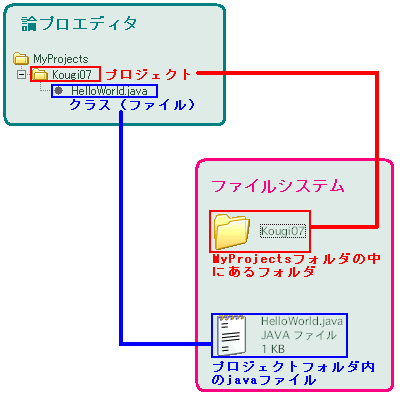 論プロエディタ
MyProjects
Kougi07 プロジェクト
HelloWorld.java
クラス（ファイル）
ファイルシステム
Kougi07
MyProjectsフォルダの中
にあるフォルダ
HelloWorld.java
JAVA ファイル
1 KB
プロジェクトフォルダ内
のjavaファイル